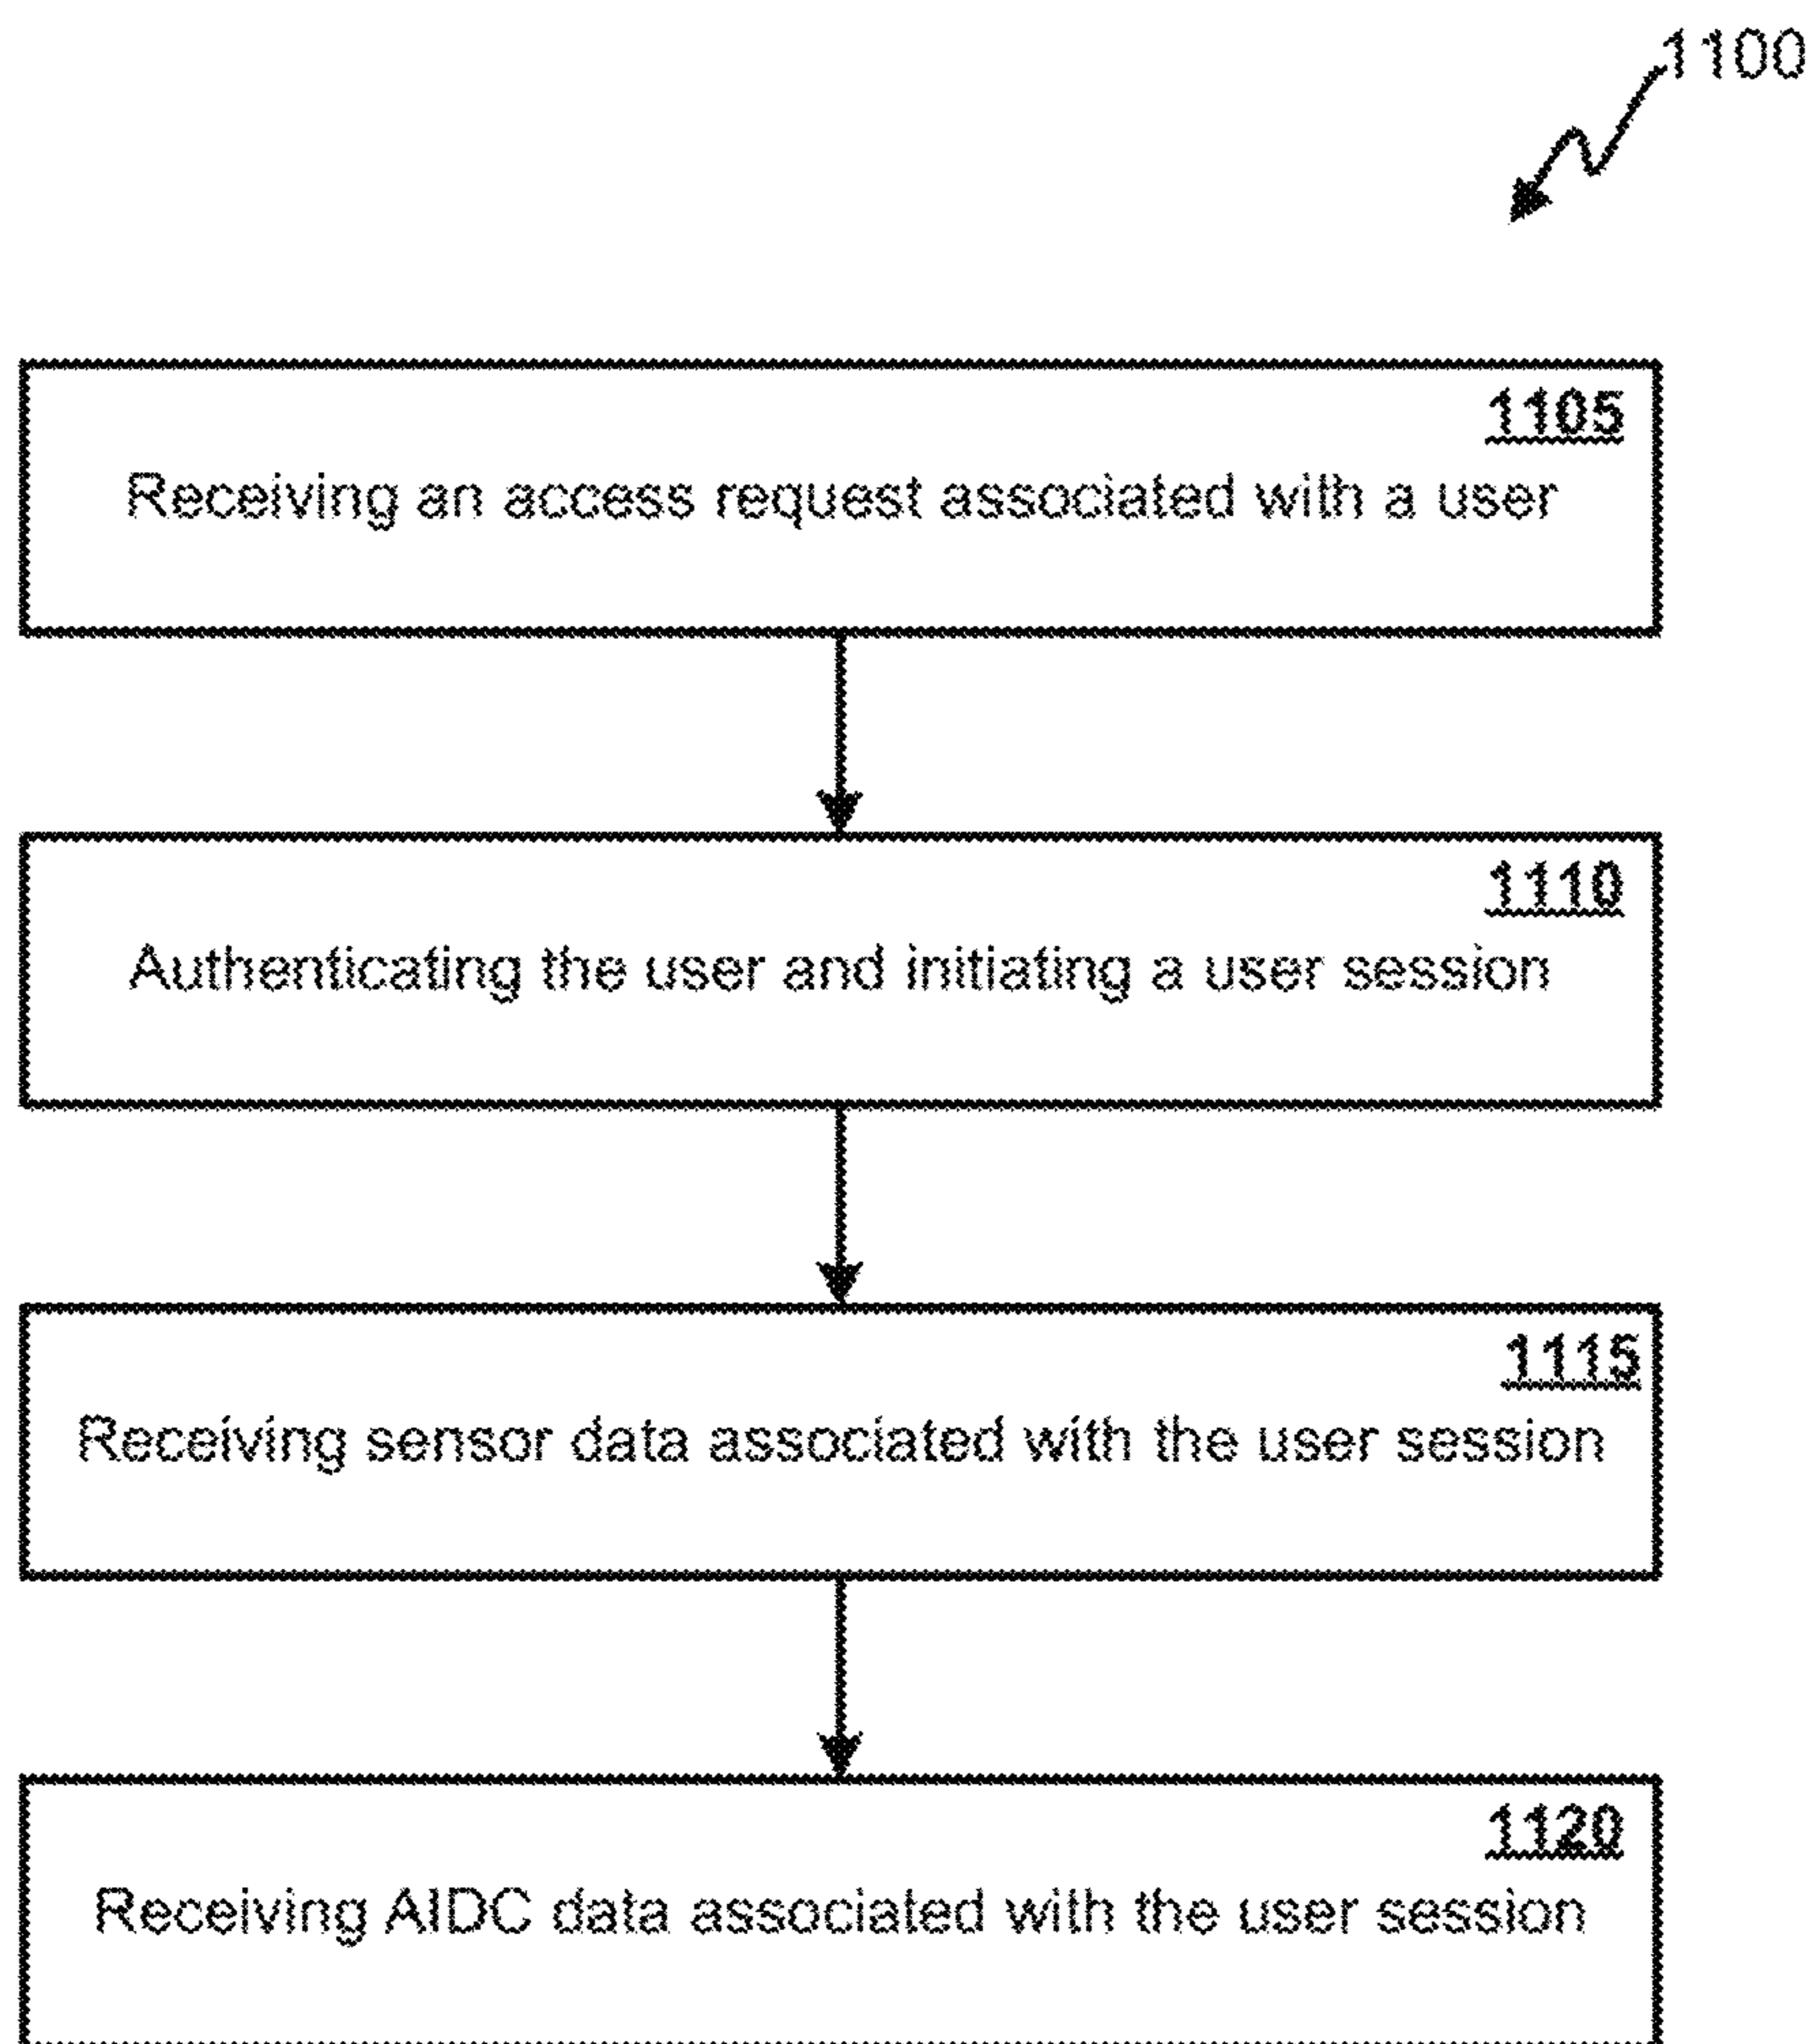 1100
1105
Receiving an access request associated with a user
1110
Authenticating the user and initiating a user session
1115
Receiving sensor data associated with the user session
1120
Receiving AIDC data associated with the user session